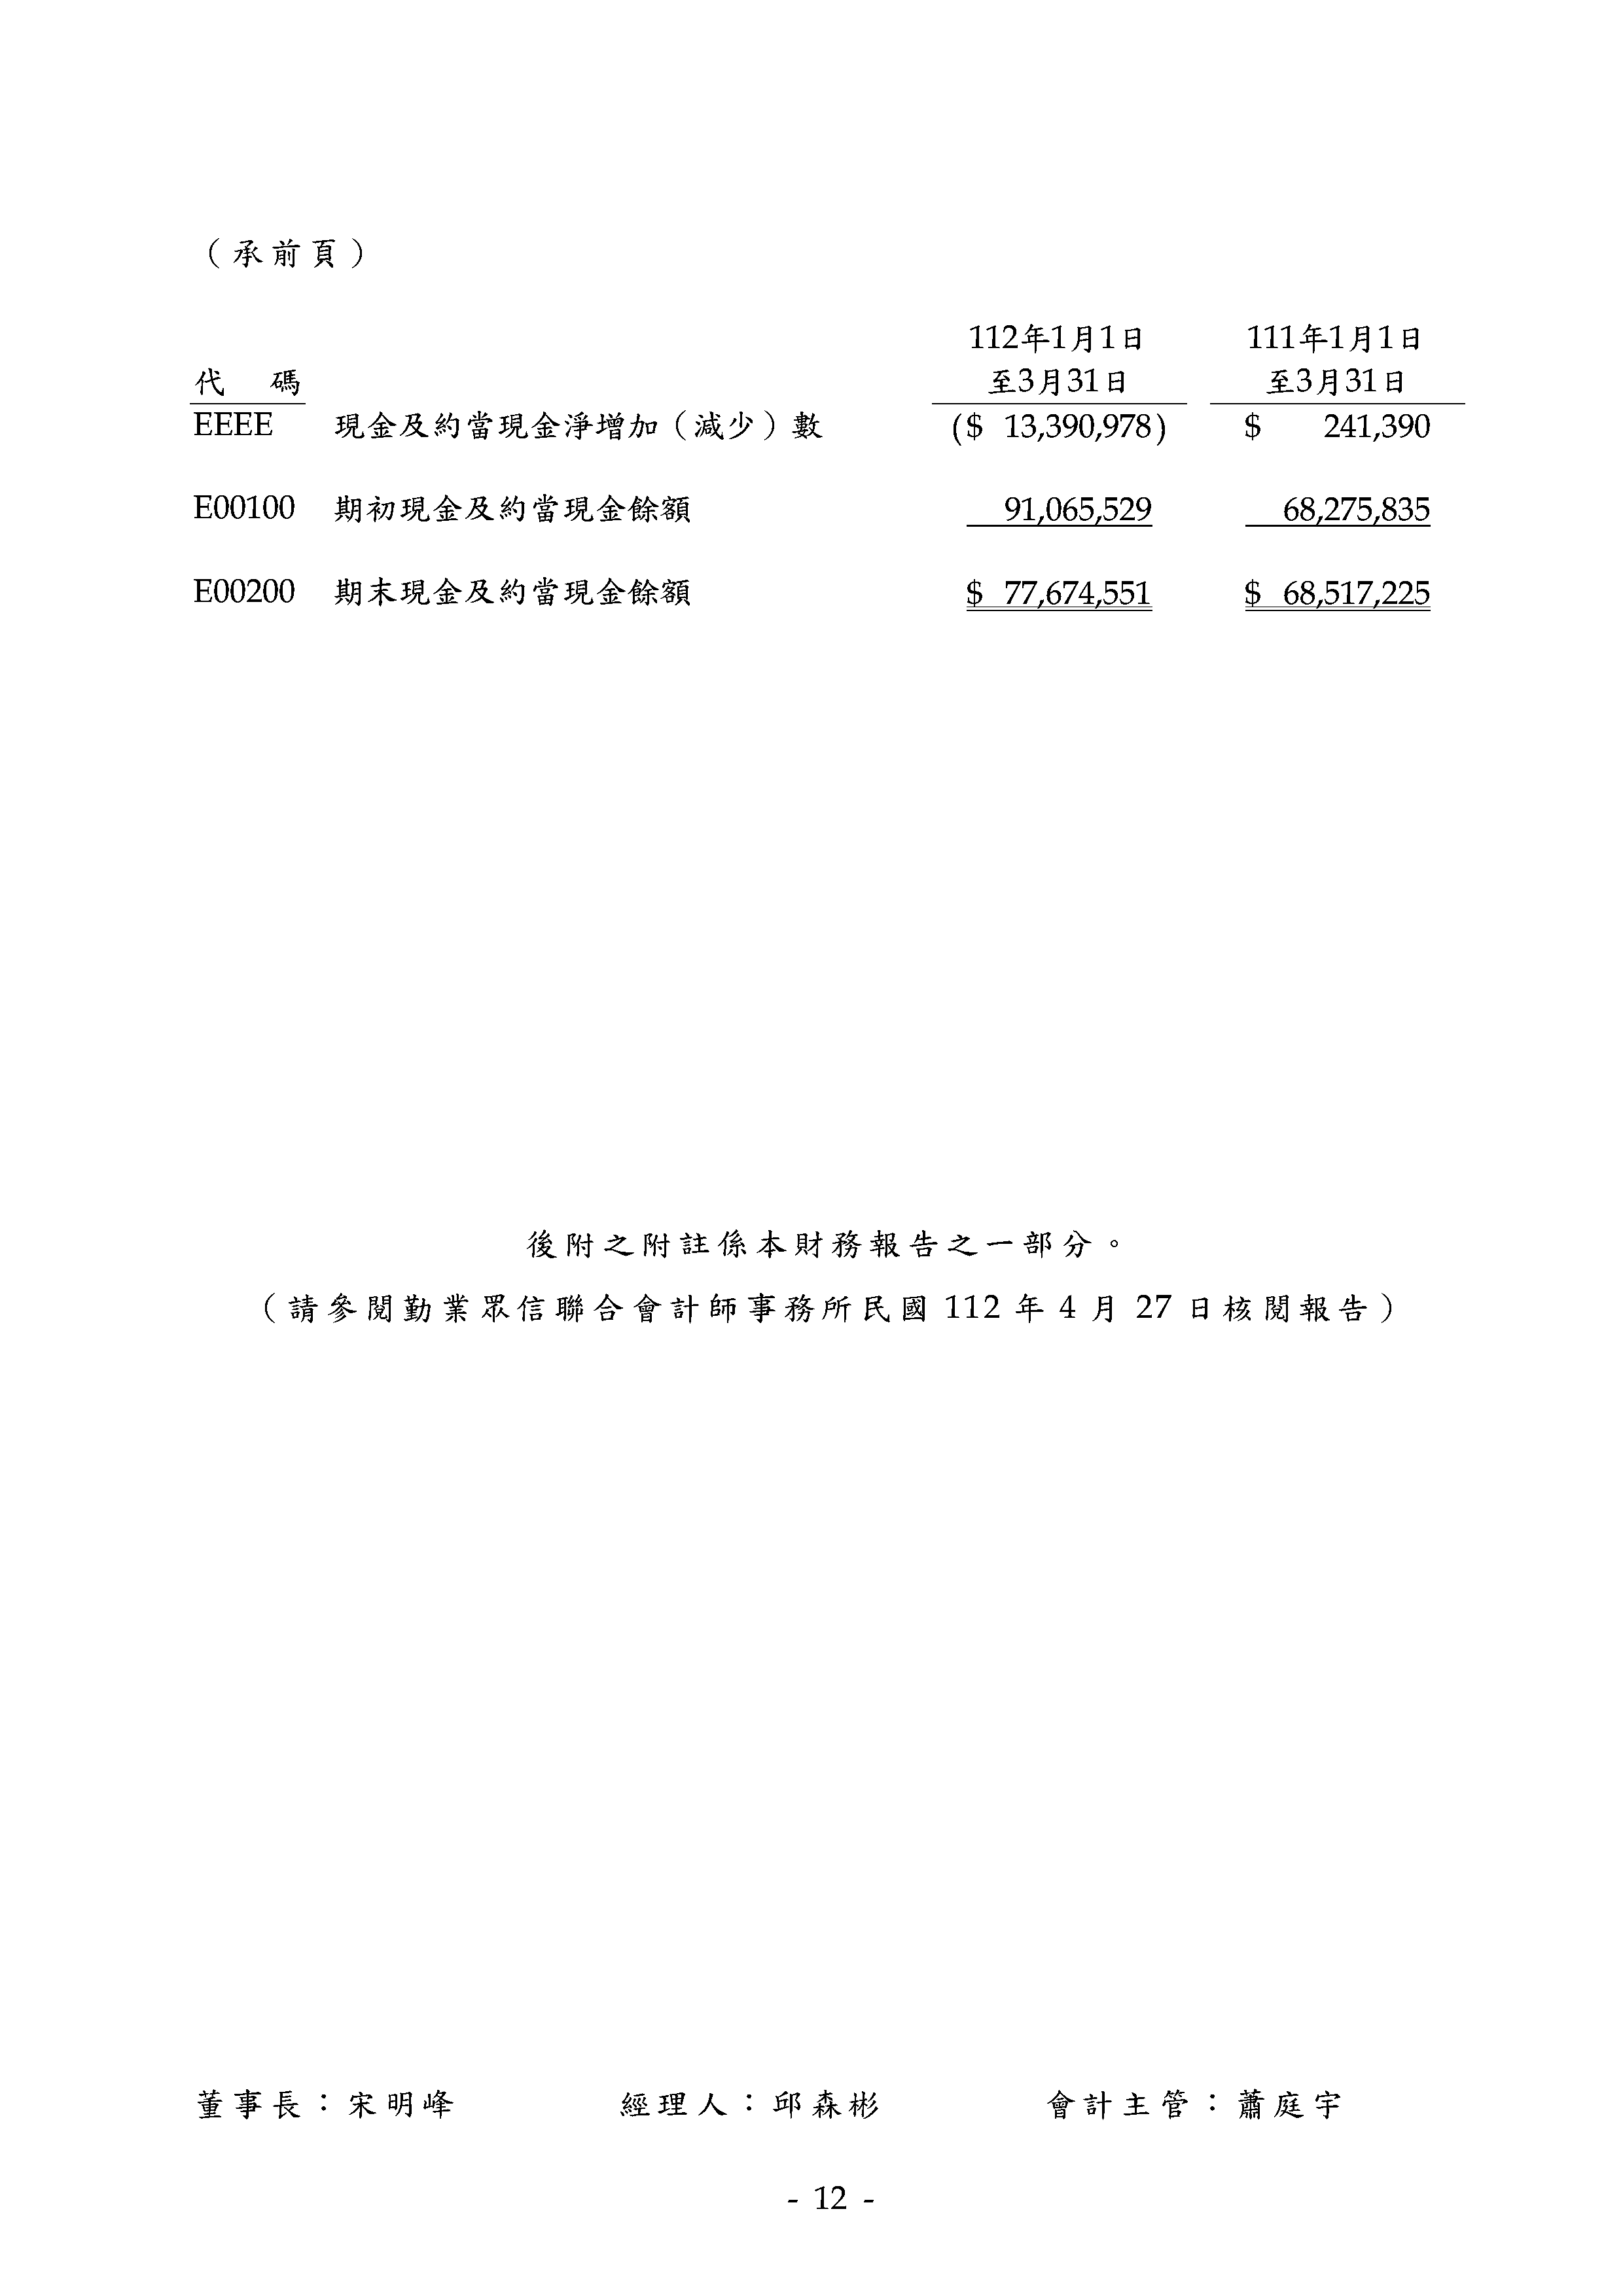 （承前頁）
112年1月1日 111年1月1日
代 碼 至3月31日 至3月31日
EEEE 現金及約當現金淨增加（減少）數 ($ 13,390,978) $ 241,390
E00100 期初現金及約當現金餘額 91,065,529 68,275,835
E00200 期末現金及約當現金餘額 $ 77,674,551 $ 68,517,225
後附之附註係本財務報告之一部分。
（請參閱勤業眾信聯合會計師事務所民國 112 年 4 月 27 日核閱報告）
董事長：宋明峰 經理人：邱森彬 會計主管：蕭庭宇
- 12 -